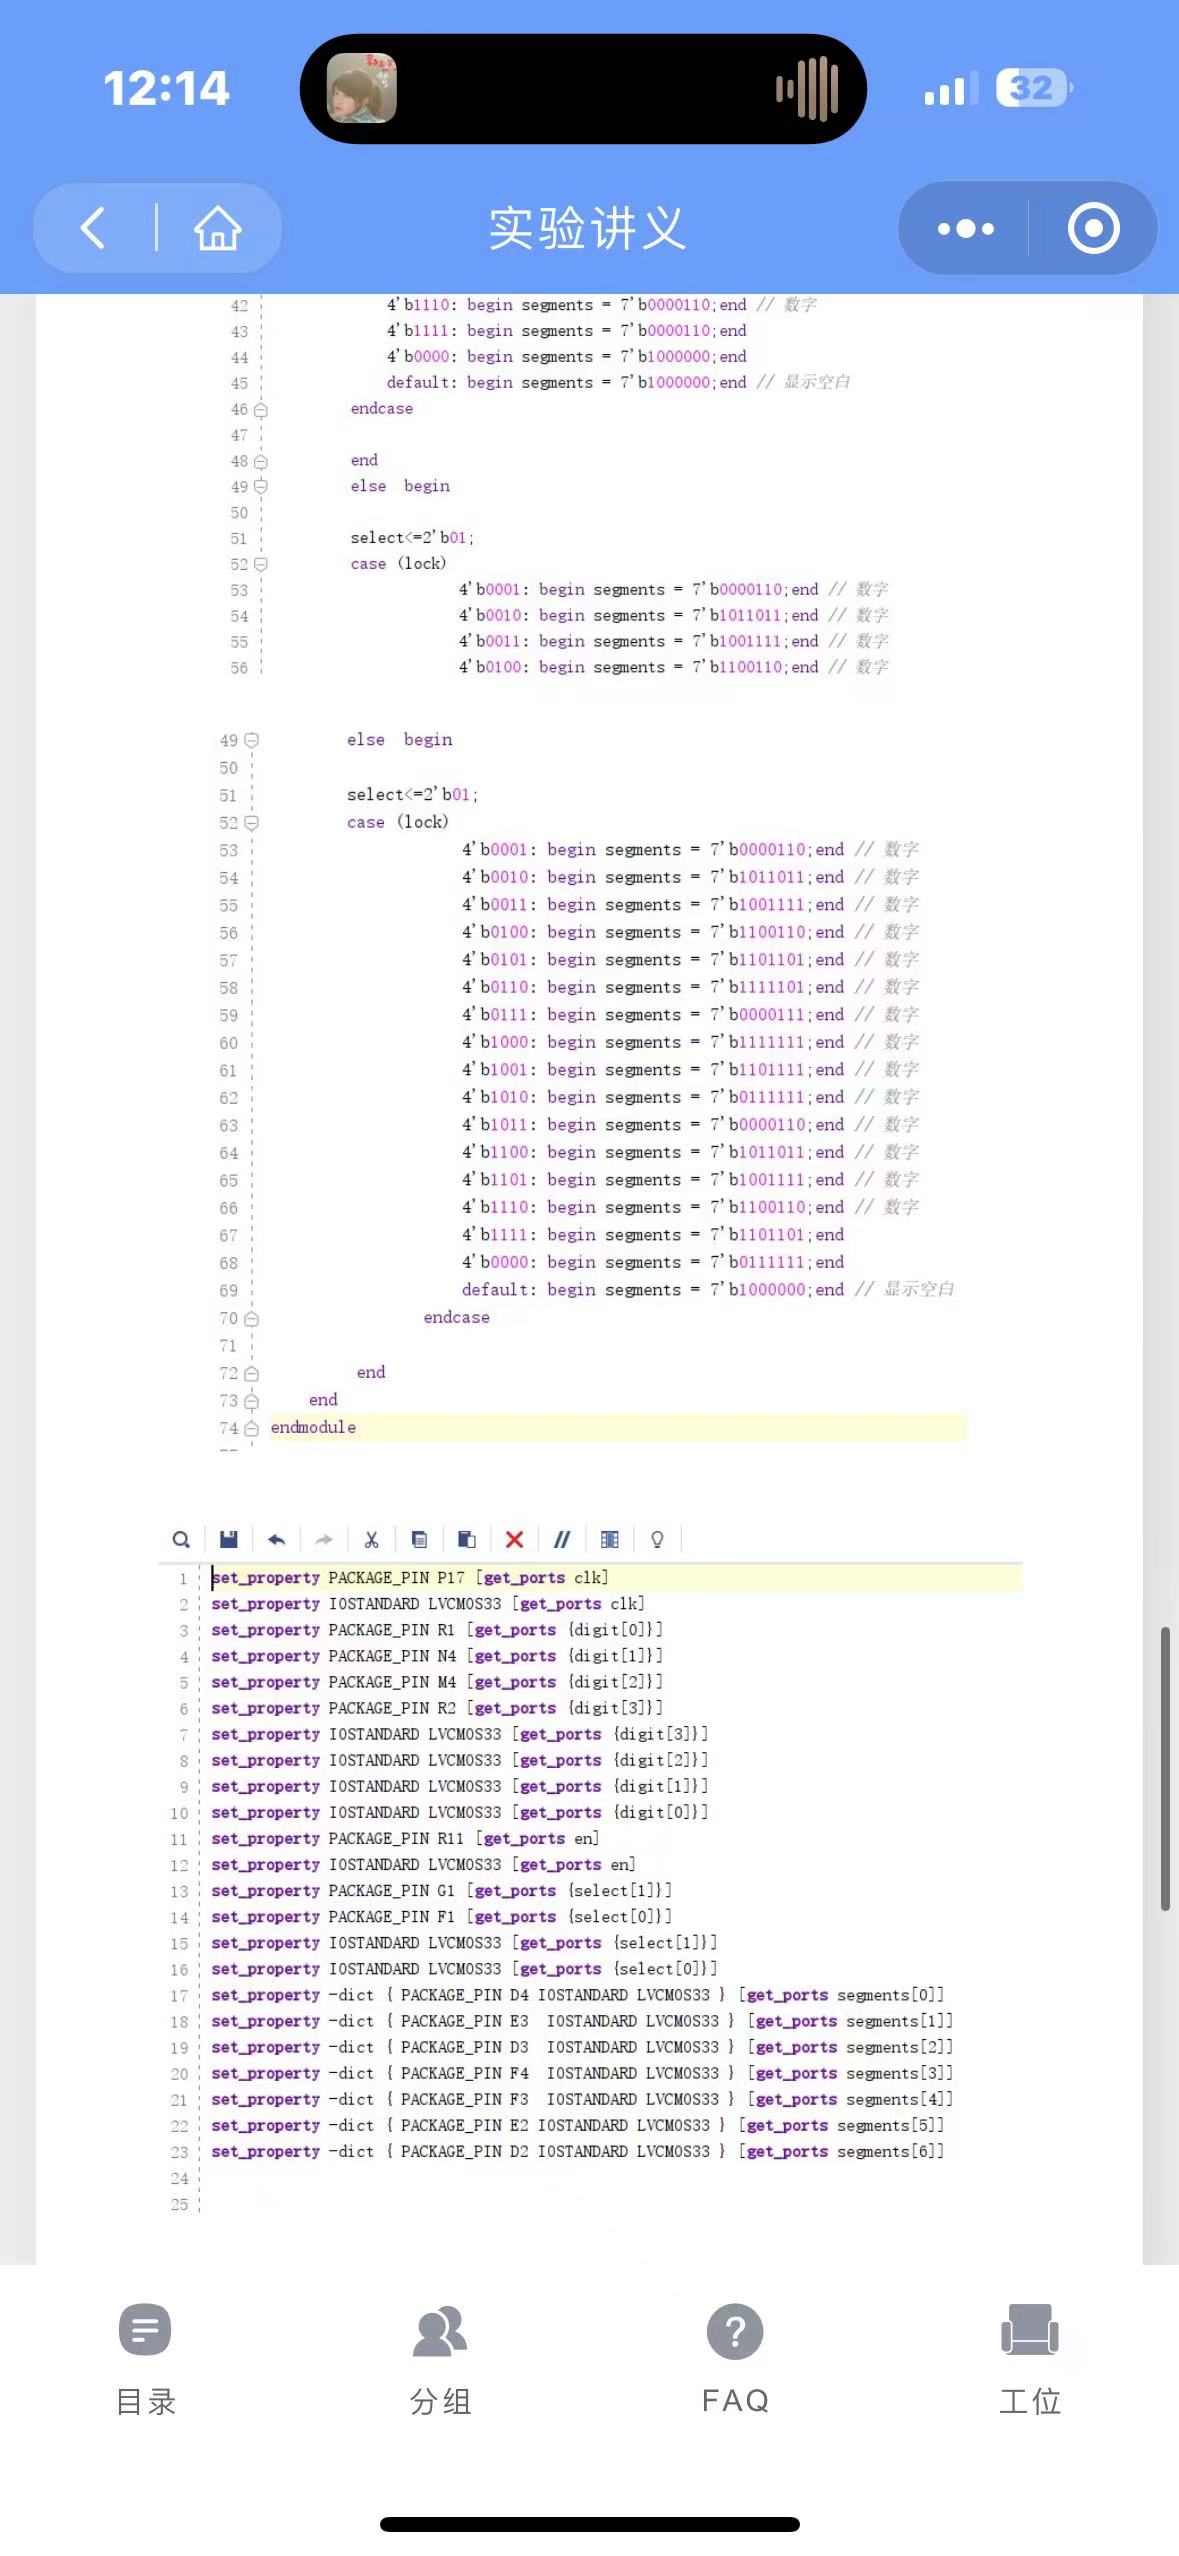 12:14
32
实验讲义
42 4'b1110: begin segments = 7'b0000110;end // 数字
43 4'b1111: begin segments = 7'b0000110;end
44 4'b0000: begin segments = 7'b1000000;end
45 default: begin segments = 7'b1000000;end // 显示空白
46 endcase
47
48 end
49 else begin
50
51 select<=2'b01;
52 case (lock)
53 4'b0001: begin segments = 7'b0000110;end // 数字
54 4'b0010: begin segments = 7'b1011011;end // 数字
55 4'b0011: begin segments = 7'b1001111;end // 数字
56 4'b0100: begin segments = 7'b1100110;end // 数字
49 else begin
50
51 select<=2'b01;
52 case (lock)
53 4'b0001: begin segments = 7'b0000110;end // 数字
54 4'b0010: begin segments = 7'b1011011;end // 数字
55 4'b0011: begin segments = 7'b1001111;end // 数字
56 4'b0100: begin segments = 7'b1100110;end // 数字
57 4'b0101: begin segments = 7'b1101101;end // 数字
58 4'b0110: begin segments = 7'b1111101;end // 数字
59 4'b0111: begin segments = 7'b0000111;end // 数字
60 4'b1000: begin segments = 7'b1111111;end // 数字
61 4'b1001: begin segments = 7'b1101111;end // 数字
62 4'b1010: begin segments = 7'b0111111;end // 数字
63 4'b1011: begin segments = 7'b0000110;end // 数字
64 4'b1100: begin segments = 7'b1011011;end // 数字
65 4'b1101: begin segments = 7'b1001111;end // 数字
66 4'b1110: begin segments = 7'b1100110;end // 数字
67 4'b1111: begin segments = 7'b1101101;end
68 4'b0000: begin segments = 7'b0111111;end
69 default: begin segments = 7'b1000000;end // 显示空白
70 endcase
71
72 end
73 end
74 endmodule
1 set_property PACKAGE_PIN P17 [get_ports clk]
2 set_property IOSTANDARD LVCMOS33 [get_ports clk]
3 set_property PACKAGE_PIN R1 [get_ports {digit[0]}]
4 set_property PACKAGE_PIN N4 [get_ports {digit[1]}]
5 set_property PACKAGE_PIN M4 [get_ports {digit[2]}]
6 set_property PACKAGE_PIN R2 [get_ports {digit[3]}]
7 set_property IOSTANDARD LVCMOS33 [get_ports {digit[3]}]
8 set_property IOSTANDARD LVCMOS33 [get_ports {digit[2]}]
9 set_property IOSTANDARD LVCMOS33 [get_ports {digit[1]}]
10 set_property IOSTANDARD LVCMOS33 [get_ports {digit[0]}]
11 set_property PACKAGE_PIN R11 [get_ports en]
12 set_property IOSTANDARD LVCMOS33 [get_ports en]
13 set_property PACKAGE_PIN G1 [get_ports {select[1]}]
14 set_property PACKAGE_PIN F1 [get_ports {select[0]}]
15 set_property IOSTANDARD LVCMOS33 [get_ports {select[1]}]
16 set_property IOSTANDARD LVCMOS33 [get_ports {select[0]}]
17 set_property -dict { PACKAGE_PIN D4 IOSTANDARD LVCMOS33 } [get_ports segments[0]]
18 set_property -dict { PACKAGE_PIN E3 IOSTANDARD LVCMOS33 } [get_ports segments[1]]
19 set_property -dict { PACKAGE_PIN D3 IOSTANDARD LVCMOS33 } [get_ports segments[2]]
20 set_property -dict { PACKAGE_PIN F4 IOSTANDARD LVCMOS33 } [get_ports segments[3]]
21 set_property -dict { PACKAGE_PIN F3 IOSTANDARD LVCMOS33 } [get_ports segments[4]]
22 set_property -dict { PACKAGE_PIN E2 IOSTANDARD LVCMOS33 } [get_ports segments[5]]
23 set_property -dict { PACKAGE_PIN D2 IOSTANDARD LVCMOS33 } [get_ports segments[6]]
24
25
目录
分组
FAQ
工位